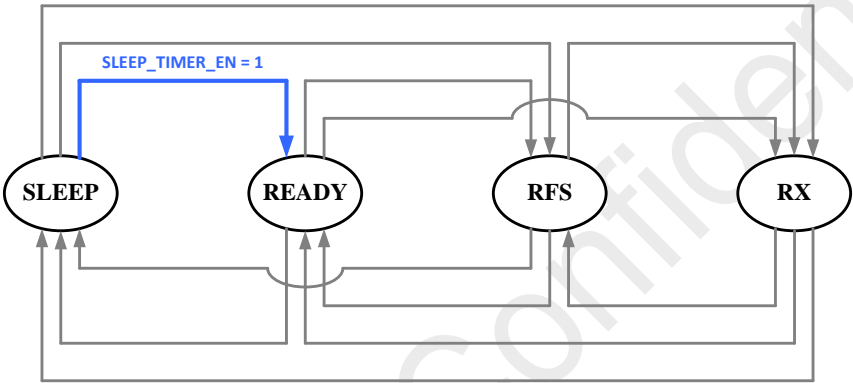 SLEEP_TIMER_EN = 1
SLEEP
READY
RFS
RX